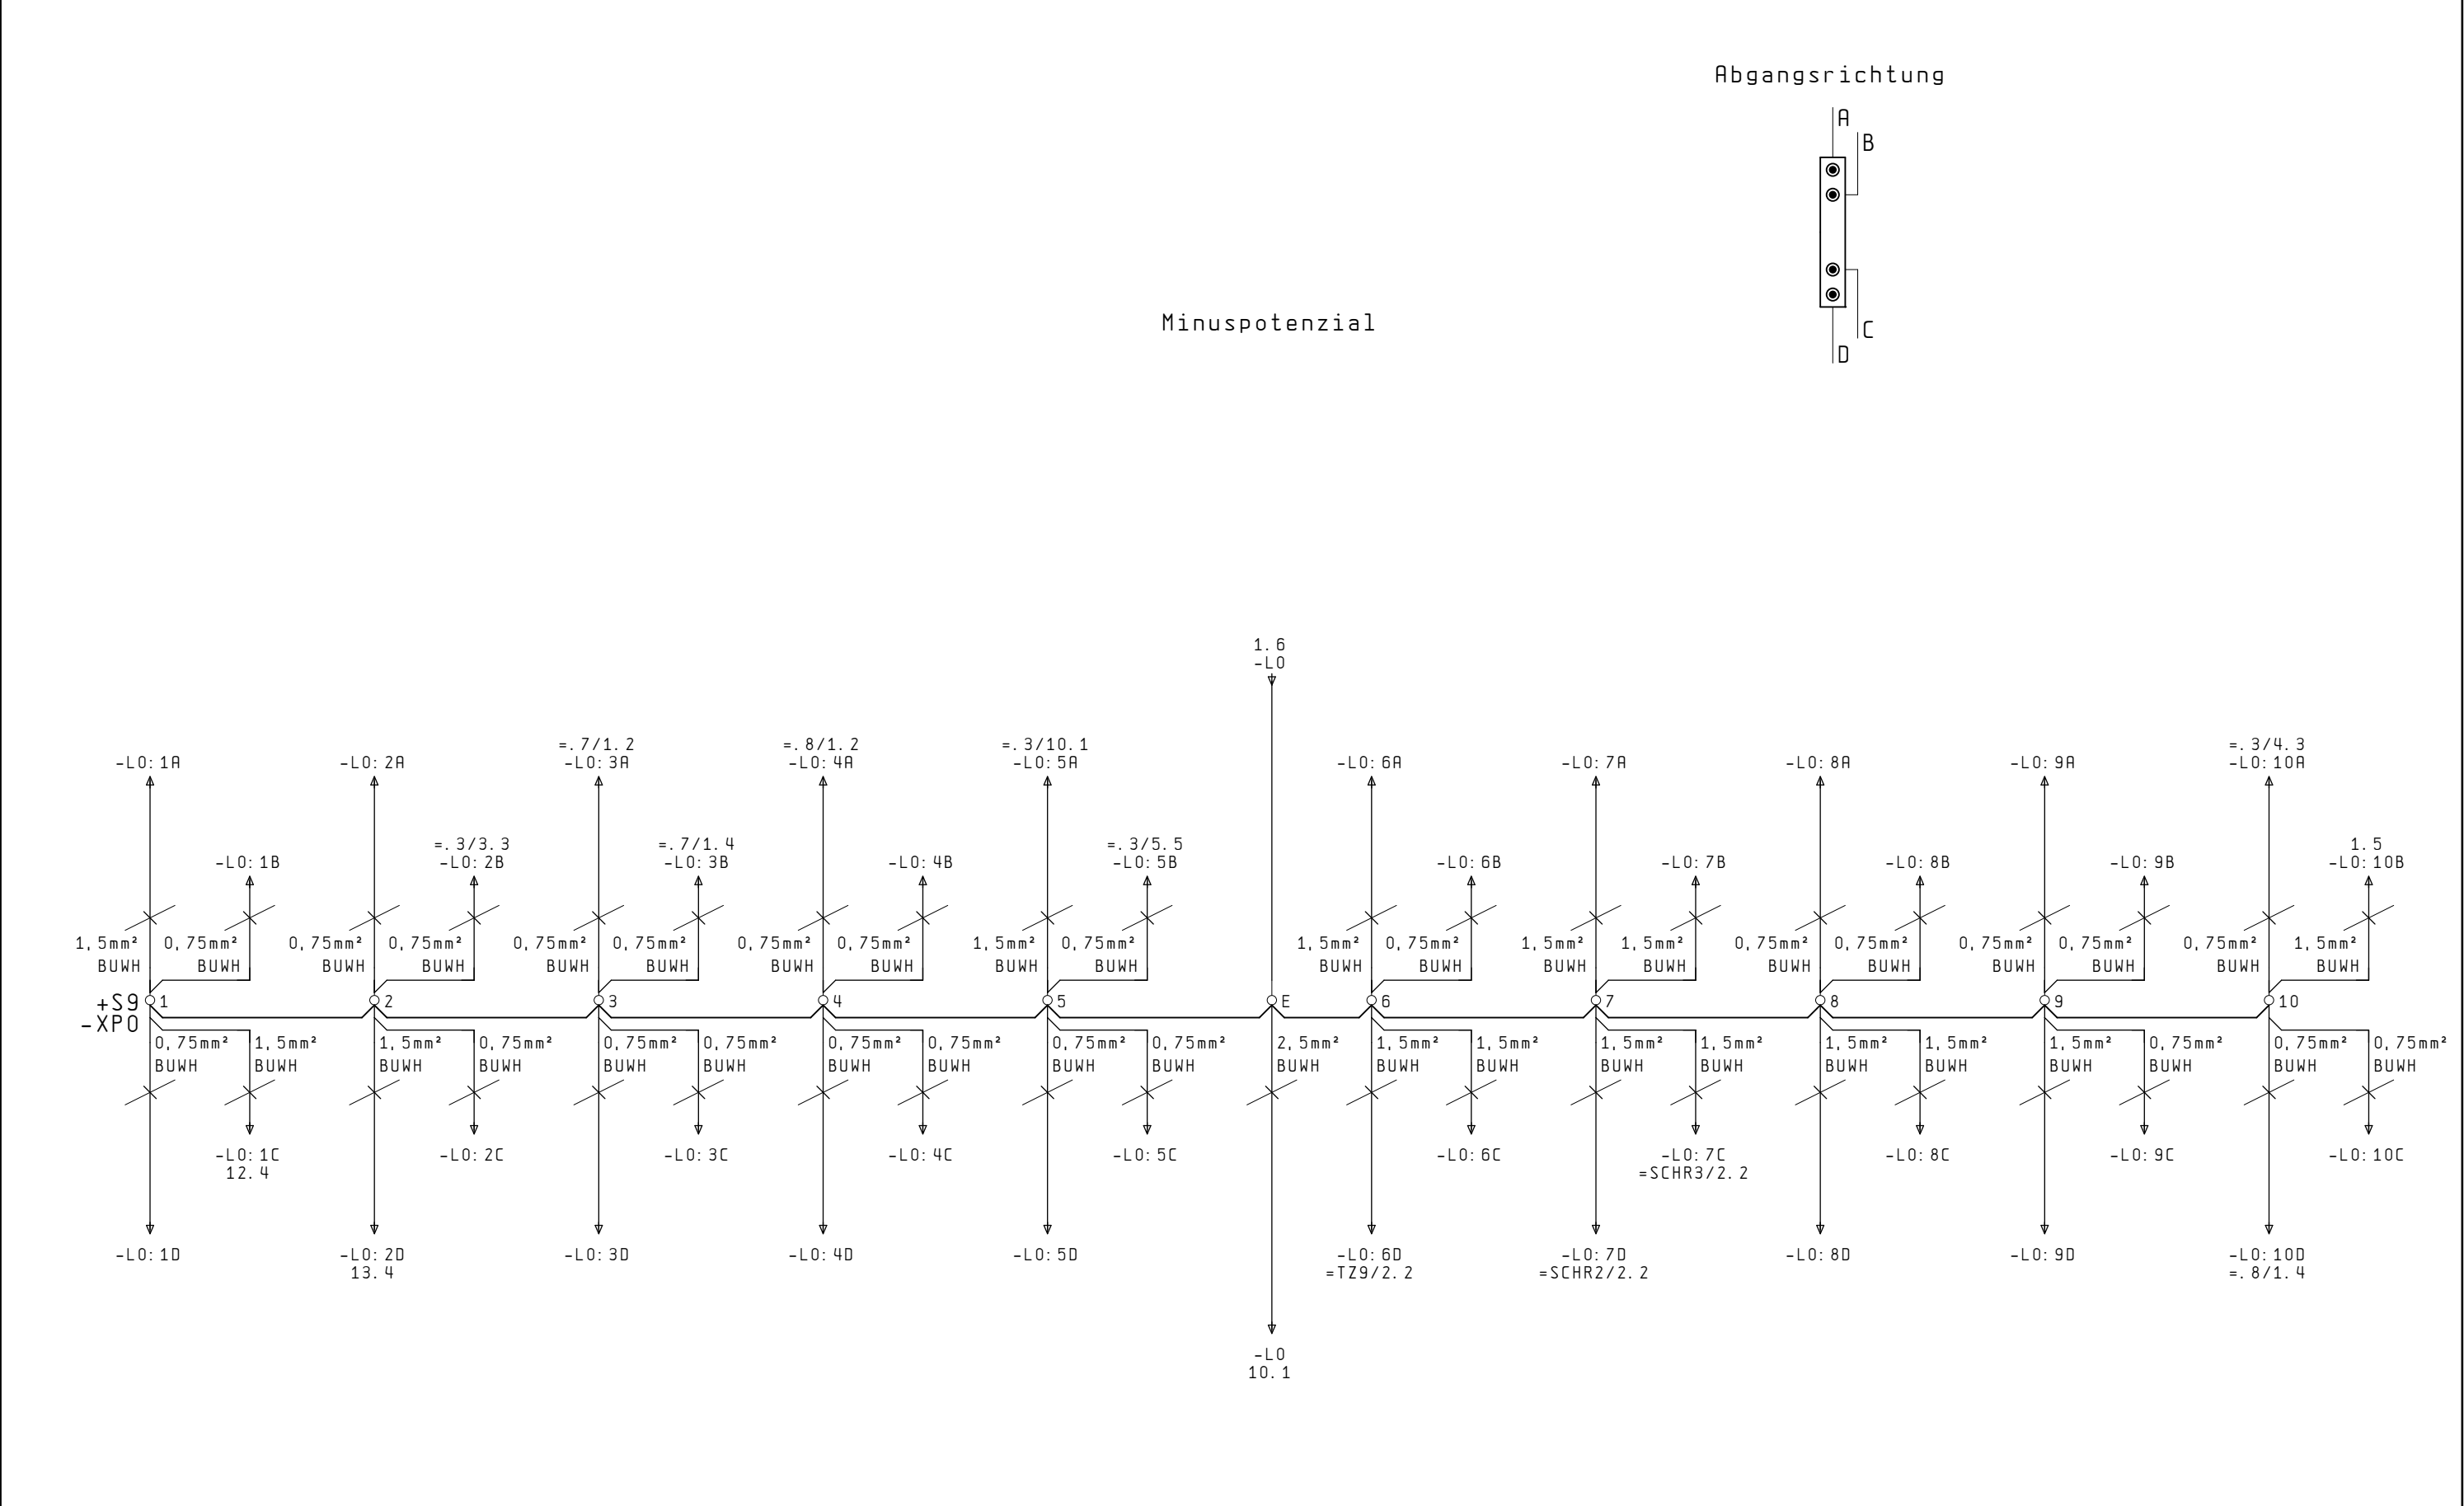 Abgangsrichtung
A
B
C
D
Minuspotenzial
1.6
-L0
=.7/1.2 =.8/1.2 =.3/10.1 =.3/4.3
-L0:1A -L0:2A -L0:3A -L0:4A -L0:5A -L0:6A -L0:7A -L0:8A -L0:9A -L0:10A
=.3/3.3 =.7/1.4 =.3/5.5 1.5
-L0:1B -L0:2B -L0:3B -L0:4B -L0:5B -L0:6B -L0:7B -L0:8B -L0:9B -L0:10B
1,5mm² 0,75mm² 0,75mm² 0,75mm² 0,75mm² 0,75mm² 0,75mm² 0,75mm² 1,5mm² 0,75mm² 1,5mm² 0,75mm² 1,5mm² 1,5mm² 0,75mm² 0,75mm² 0,75mm² 0,75mm² 0,75mm² 1,5mm²
BUWH BUWH BUWH BUWH BUWH BUWH BUWH BUWH BUWH BUWH BUWH BUWH BUWH BUWH BUWH BUWH BUWH BUWH BUWH BUWH
+S9 1 2 3 4 5 E 6 7 8 9 10
-XP0
0,75mm² 1,5mm² 1,5mm² 0,75mm² 0,75mm² 0,75mm² 0,75mm² 0,75mm² 0,75mm² 0,75mm² 2,5mm² 1,5mm² 1,5mm² 1,5mm² 1,5mm² 1,5mm² 1,5mm² 1,5mm² 0,75mm² 0,75mm² 0,75mm²
BUWH BUWH BUWH BUWH BUWH BUWH BUWH BUWH BUWH BUWH BUWH BUWH BUWH BUWH BUWH BUWH BUWH BUWH BUWH BUWH BUWH
-L0:1C -L0:2C -L0:3C -L0:4C -L0:5C -L0:6C -L0:7C -L0:8C -L0:9C -L0:10C
12.4 =SCHR3/2.2
-L0:1D -L0:2D -L0:3D -L0:4D -L0:5D -L0:6D -L0:7D -L0:8D -L0:9D -L0:10D
13.4 =TZ9/2.2 =SCHR2/2.2 =.8/1.4
-L0
10.1